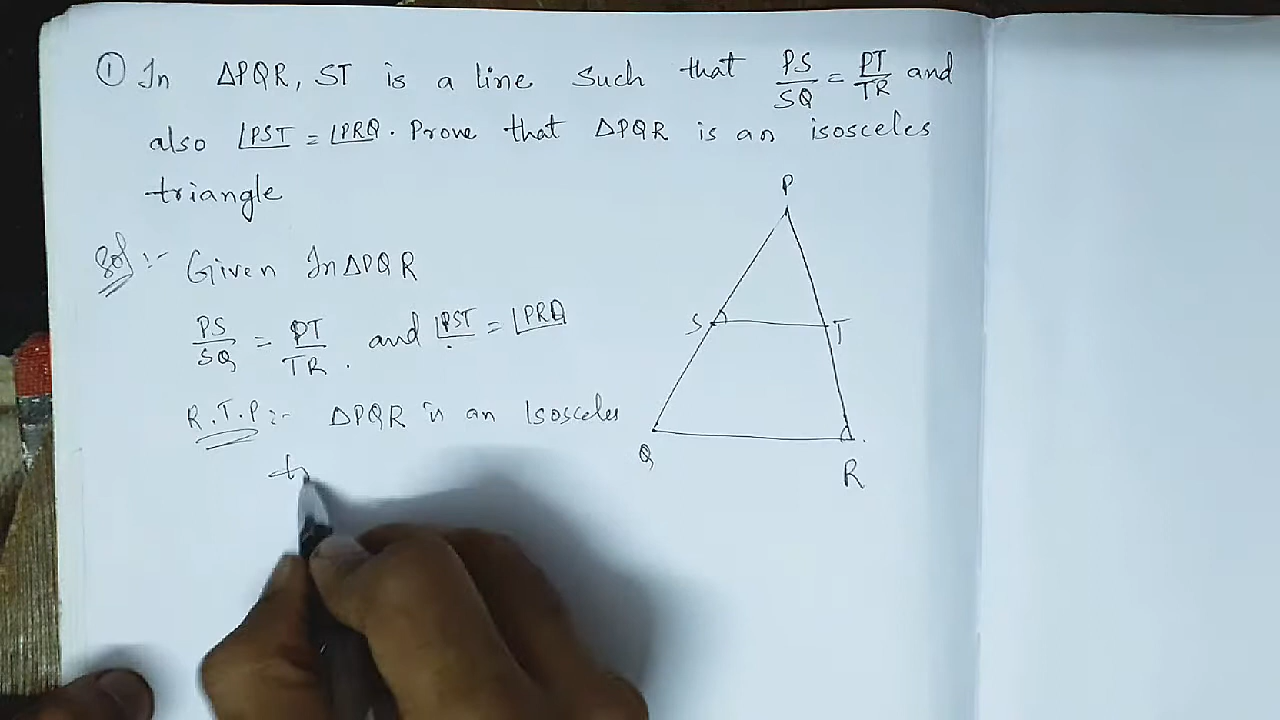 ① In ΔPQR, ST is a line Such that PS/SQ = PT/TR and
also ∠PST = ∠PRQ. Prove that ΔPQR is an isosceles
triangle
Sol :- Given In ΔPQR
PS/SQ = PT/TR . and ∠PST = ∠PRQ
R.T.P :- ΔPQR is an Isosceles
P
S
T
Q
R